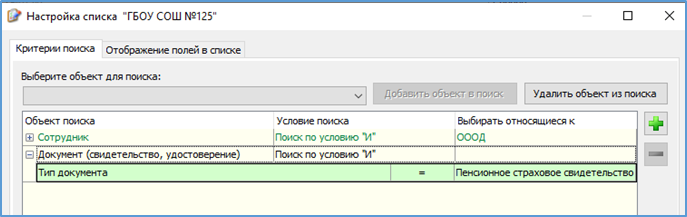 Настройка списка "ГБОУ СОШ №125"
Критерии поиска Отображение полей в списке
Выберите объект для поиска:
Добавить объект в поиск Удалить объект из поиска
Объект поиска Условие поиска Выбирать относящиеся к
Сотрудник Поиск по условию "И" ОООД
Документ (свидетельство, удостоверение) Поиск по условию "И"
Тип документа = Пенсионное страховое свидетельство